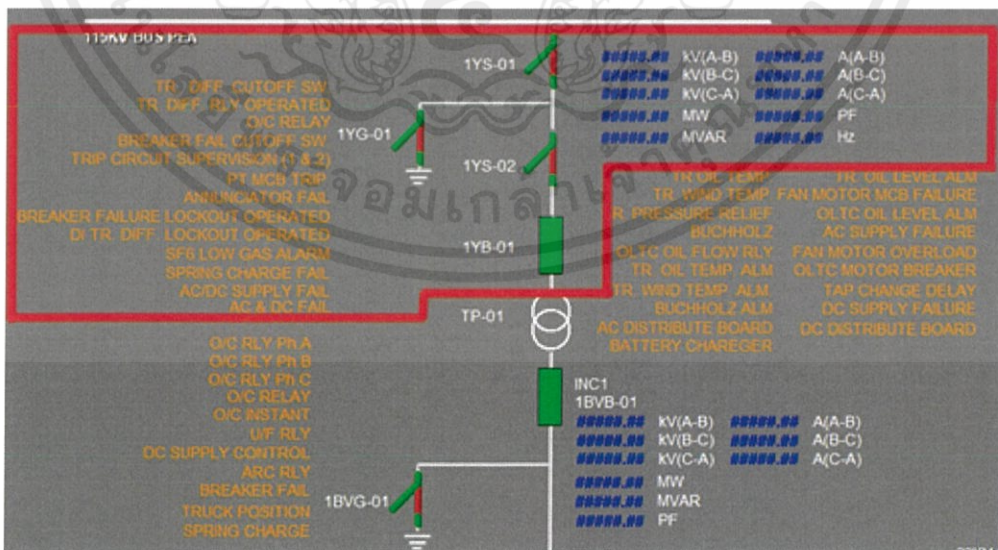 115KV BUS PEA
TR. DIFF. CUTOFF SW
TR. DIFF. RLY OPERATED
O/C RELAY
BREAKER FAIL CUTOFF SW
TRIP CIRCUIT SUPERVISION (1 & 2)
PT MCB TRIP
ANNUNCIATOR FAIL
BREAKER FAILURE LOCKOUT OPERATED
DI TR. DIFF. LOCKOUT OPERATED
SF6 LOW GAS ALARM
SPRING CHARGE FAIL
AC/DC SUPPLY FAIL
AC & DC FAIL
1YS-01
1YG-01
1YS-02
1YB-01
TP-01
#####.## kV(A-B) #####.## A(A-B)
#####.## kV(B-C) #####.## A(B-C)
#####.## kV(C-A) #####.## A(C-A)
#####.## MW #####.## PF
#####.## MVAR #####.## Hz
TR OIL TEMP TR. OIL LEVEL ALM
TR. WIND TEMP FAN MOTOR MCB FAILURE
R. PRESSURE RELIEF OLTC OIL LEVEL ALM
BUCHHOLZ AC SUPPLY FAILURE
OLTC OIL FLOW RLY FAN MOTOR OVERLOAD
TR. OIL TEMP. ALM OLTC MOTOR BREAKER
TR. WIND TEMP. ALM. TAP CHANGE DELAY
BUCHHOLZ ALM DC SUPPLY FAILURE
AC DISTRIBUTE BOARD DC DISTRIBUTE BOARD
BATTERY CHAREGER
O/C RLY Ph A
O/C RLY Ph B
O/C RLY Ph C
O/C RELAY
O/C INSTANT
U/F RLY
DC SUPPLY CONTROL
ARC RLY
BREAKER FAIL
TRUCK POSITION
SPRING CHARGE
1BVG-01
INC1
1BVB-01
#####.## kV(A-B) #####.## A(A-B)
#####.## kV(B-C) #####.## A(B-C)
#####.## kV(C-A) #####.## A(C-A)
#####.## MW
#####.## MVAR
#####.## PF